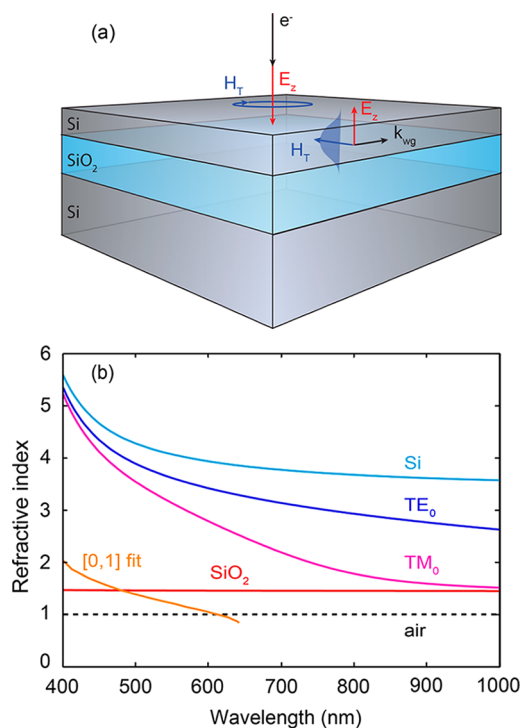 (a)
e-
H_T
E_z
Si
E_z
H_T
k_wg
SiO2
Si
6
(b)
5
Si
4
TE0
3
[0,1] fit
2
SiO2
TM0
1
air
0
400 500 600 700 800 900 1000
Refractive index
Wavelength (nm)